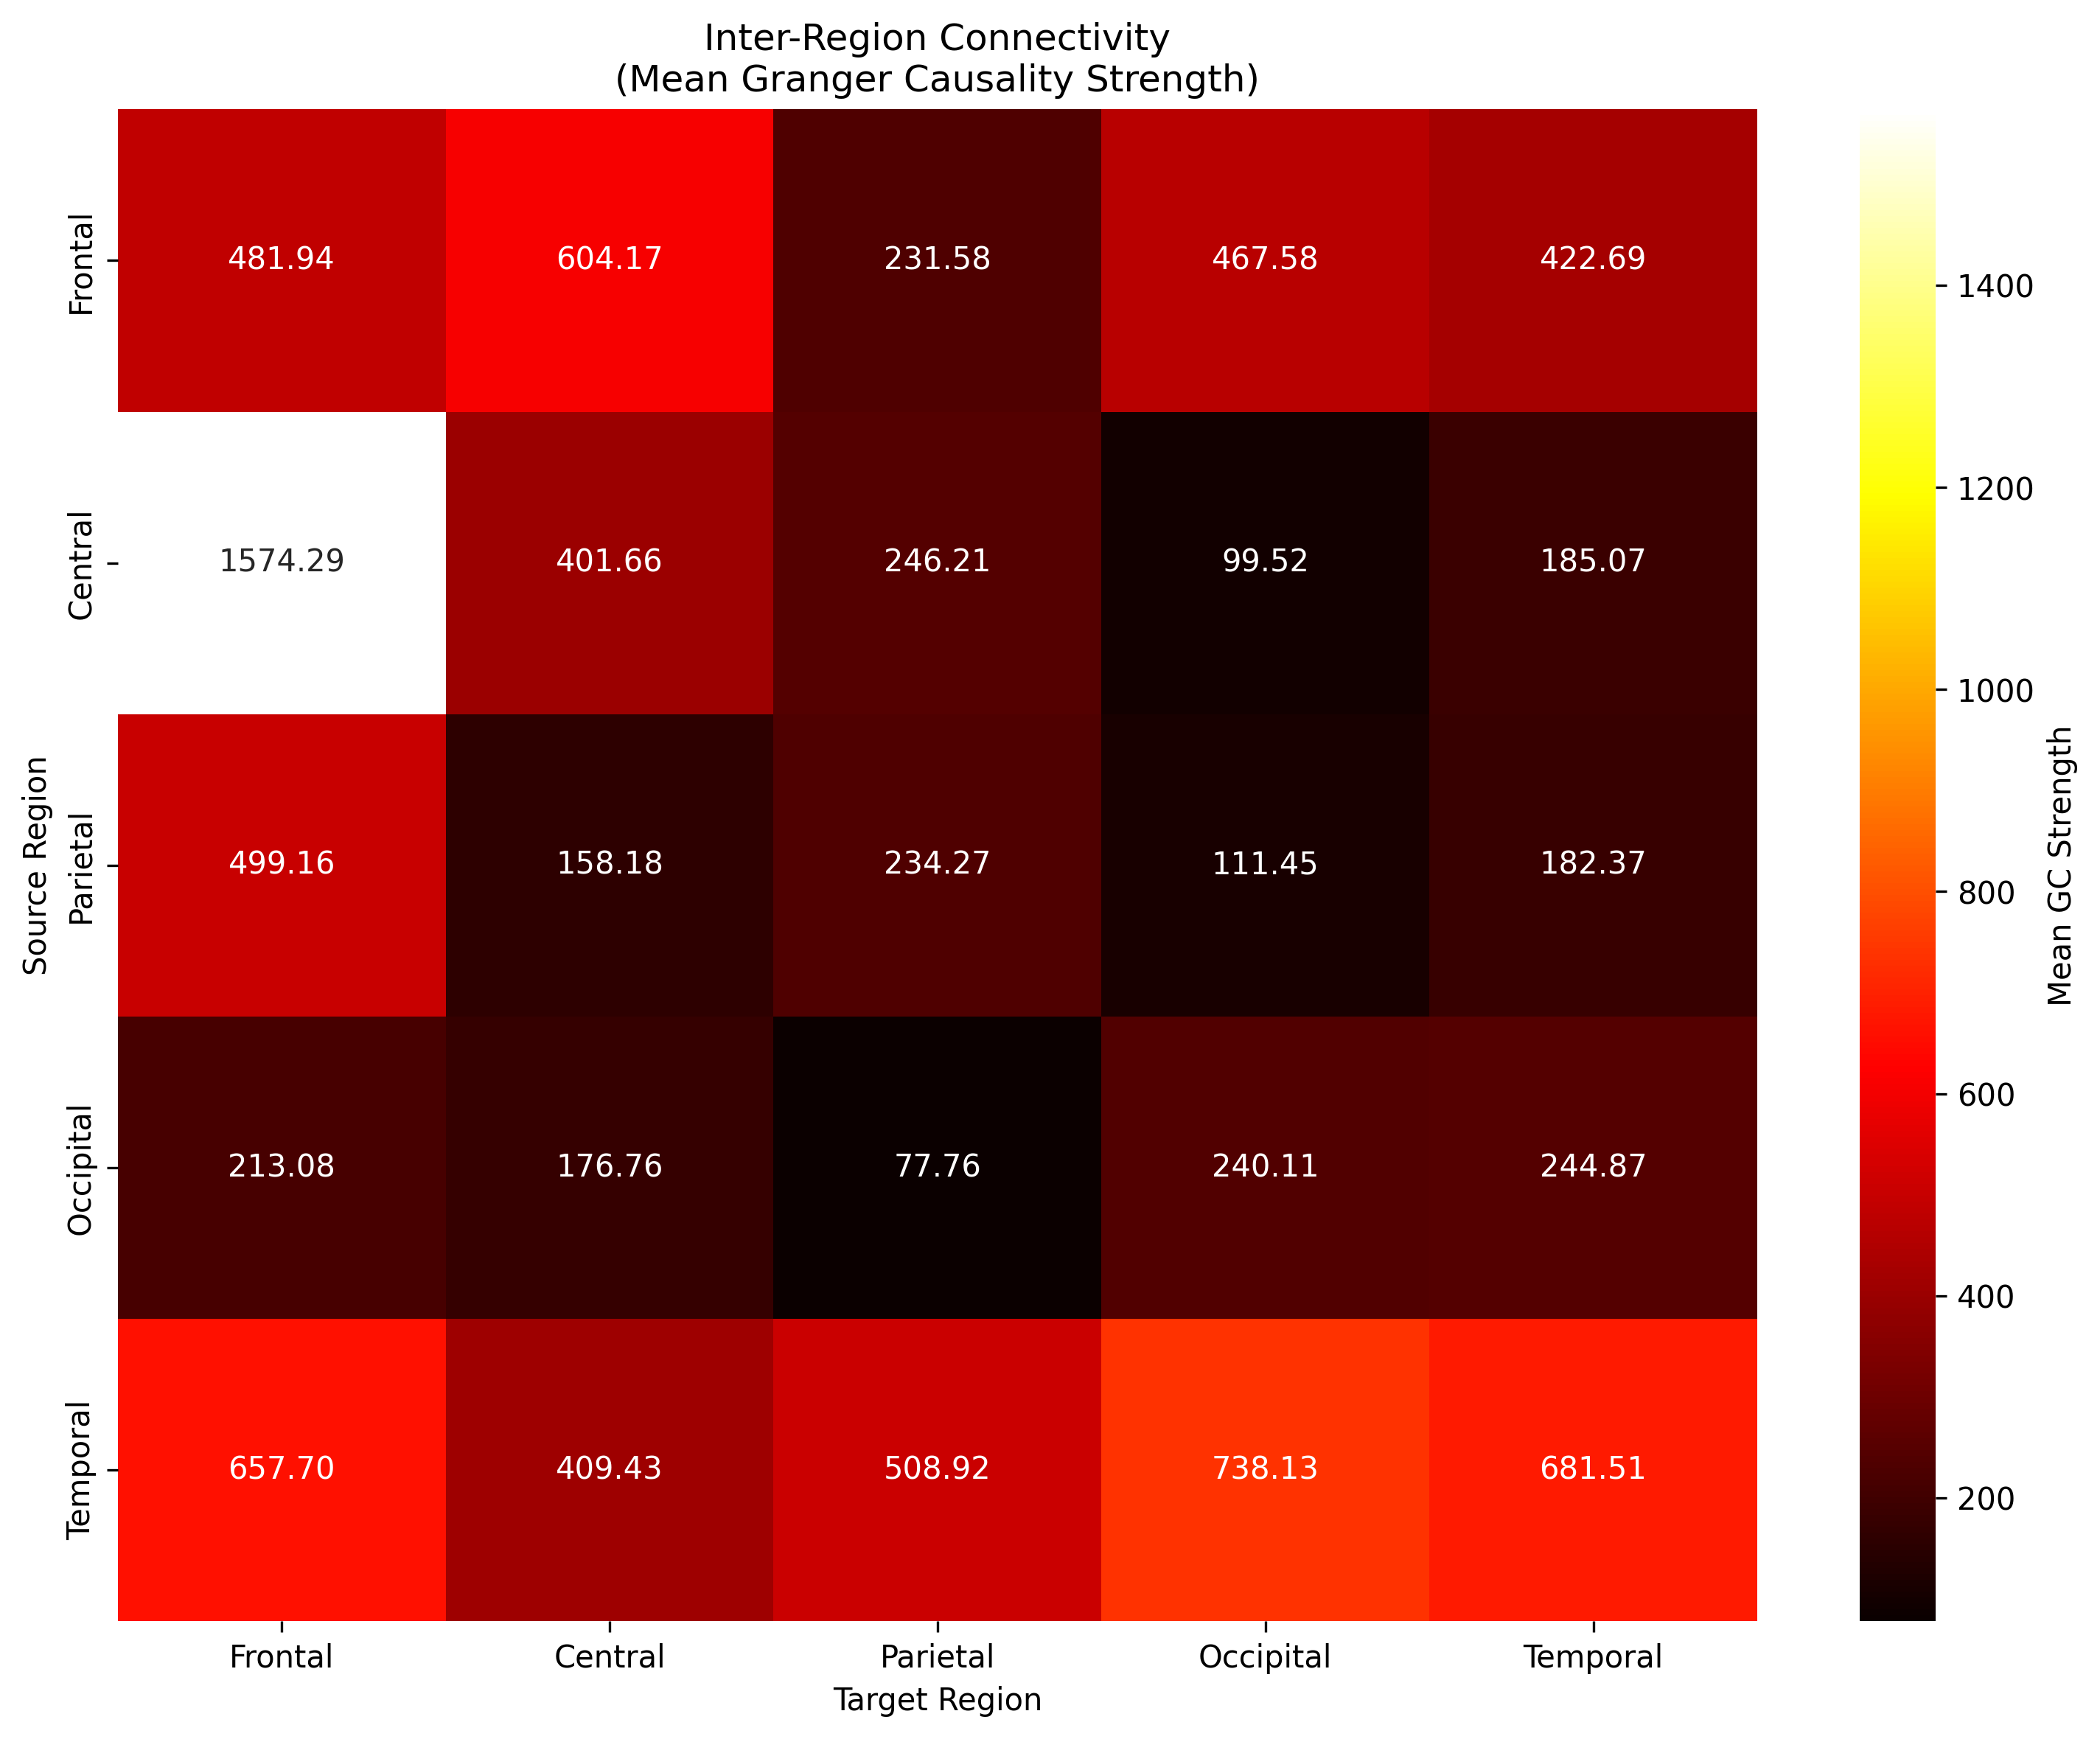 Inter-Region Connectivity
(Mean Granger Causality Strength)
Source Region
Frontal
481.94 604.17 231.58 467.58 422.69
Central
1574.29 401.66 246.21 99.52 185.07
Parietal
499.16 158.18 234.27 111.45 182.37
Occipital
213.08 176.76 77.76 240.11 244.87
Temporal
657.70 409.43 508.92 738.13 681.51
Frontal Central Parietal Occipital Temporal
Target Region
1400
1200
1000
800
600
400
200
Mean GC Strength